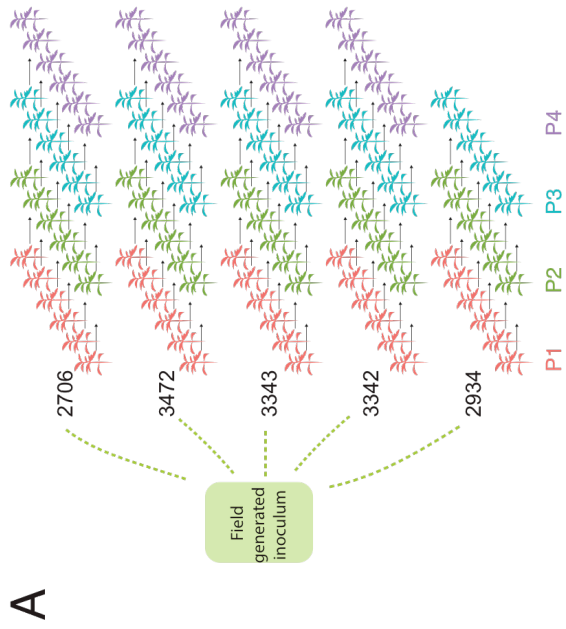 A
Field
generated
inoculum
2706
3472
3343
3342
2934
P1
P2
P3
P4